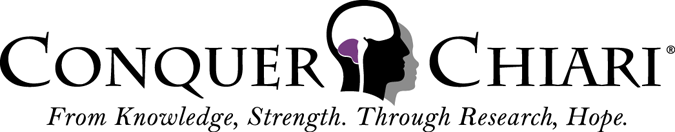 CONQUER CHIARI®
From Knowledge, Strength. Through Research, Hope.